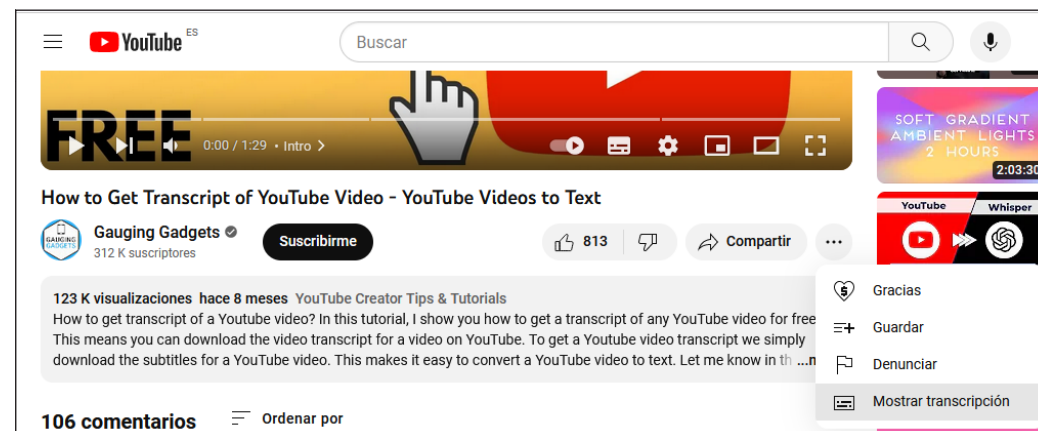 YouTube ES
Buscar
FREE
0:00 / 1:29 • Intro >
SOFT GRADIENT
AMBIENT LIGHTS
2 HOURS
2:03:30
How to Get Transcript of YouTube Video - YouTube Videos to Text
YouTube
Whisper
GAUGING
GADGETS
Gauging Gadgets
312 K suscriptores
Suscribirme
813
Compartir
123 K visualizaciones hace 8 meses YouTube Creator Tips & Tutorials
How to get transcript of a Youtube video? In this tutorial, I show you how to get a transcript of any YouTube video for free
This means you can download the video transcript for a video on YouTube. To get a Youtube video transcript we simply
download the subtitles for a YouTube video. This makes it easy to convert a YouTube video to text. Let me know in th ...
Gracias
Guardar
Denunciar
Mostrar transcripción
106 comentarios
Ordenar por